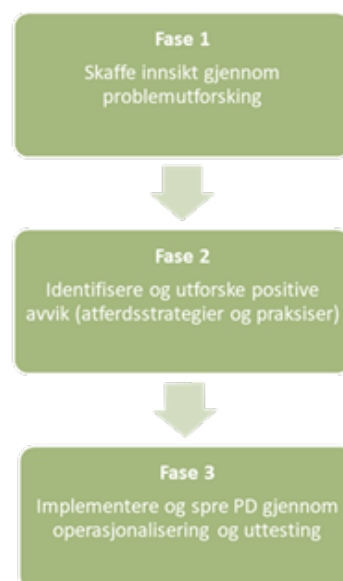 Fase 1
Skaffe innsikt gjennom
problemutforsking
Fase 2
Identifisere og utforske positive
avvik (atferdsstrategier og praksiser)
Fase 3
Implementere og spre PD gjennom
operasjonalisering og uttesting